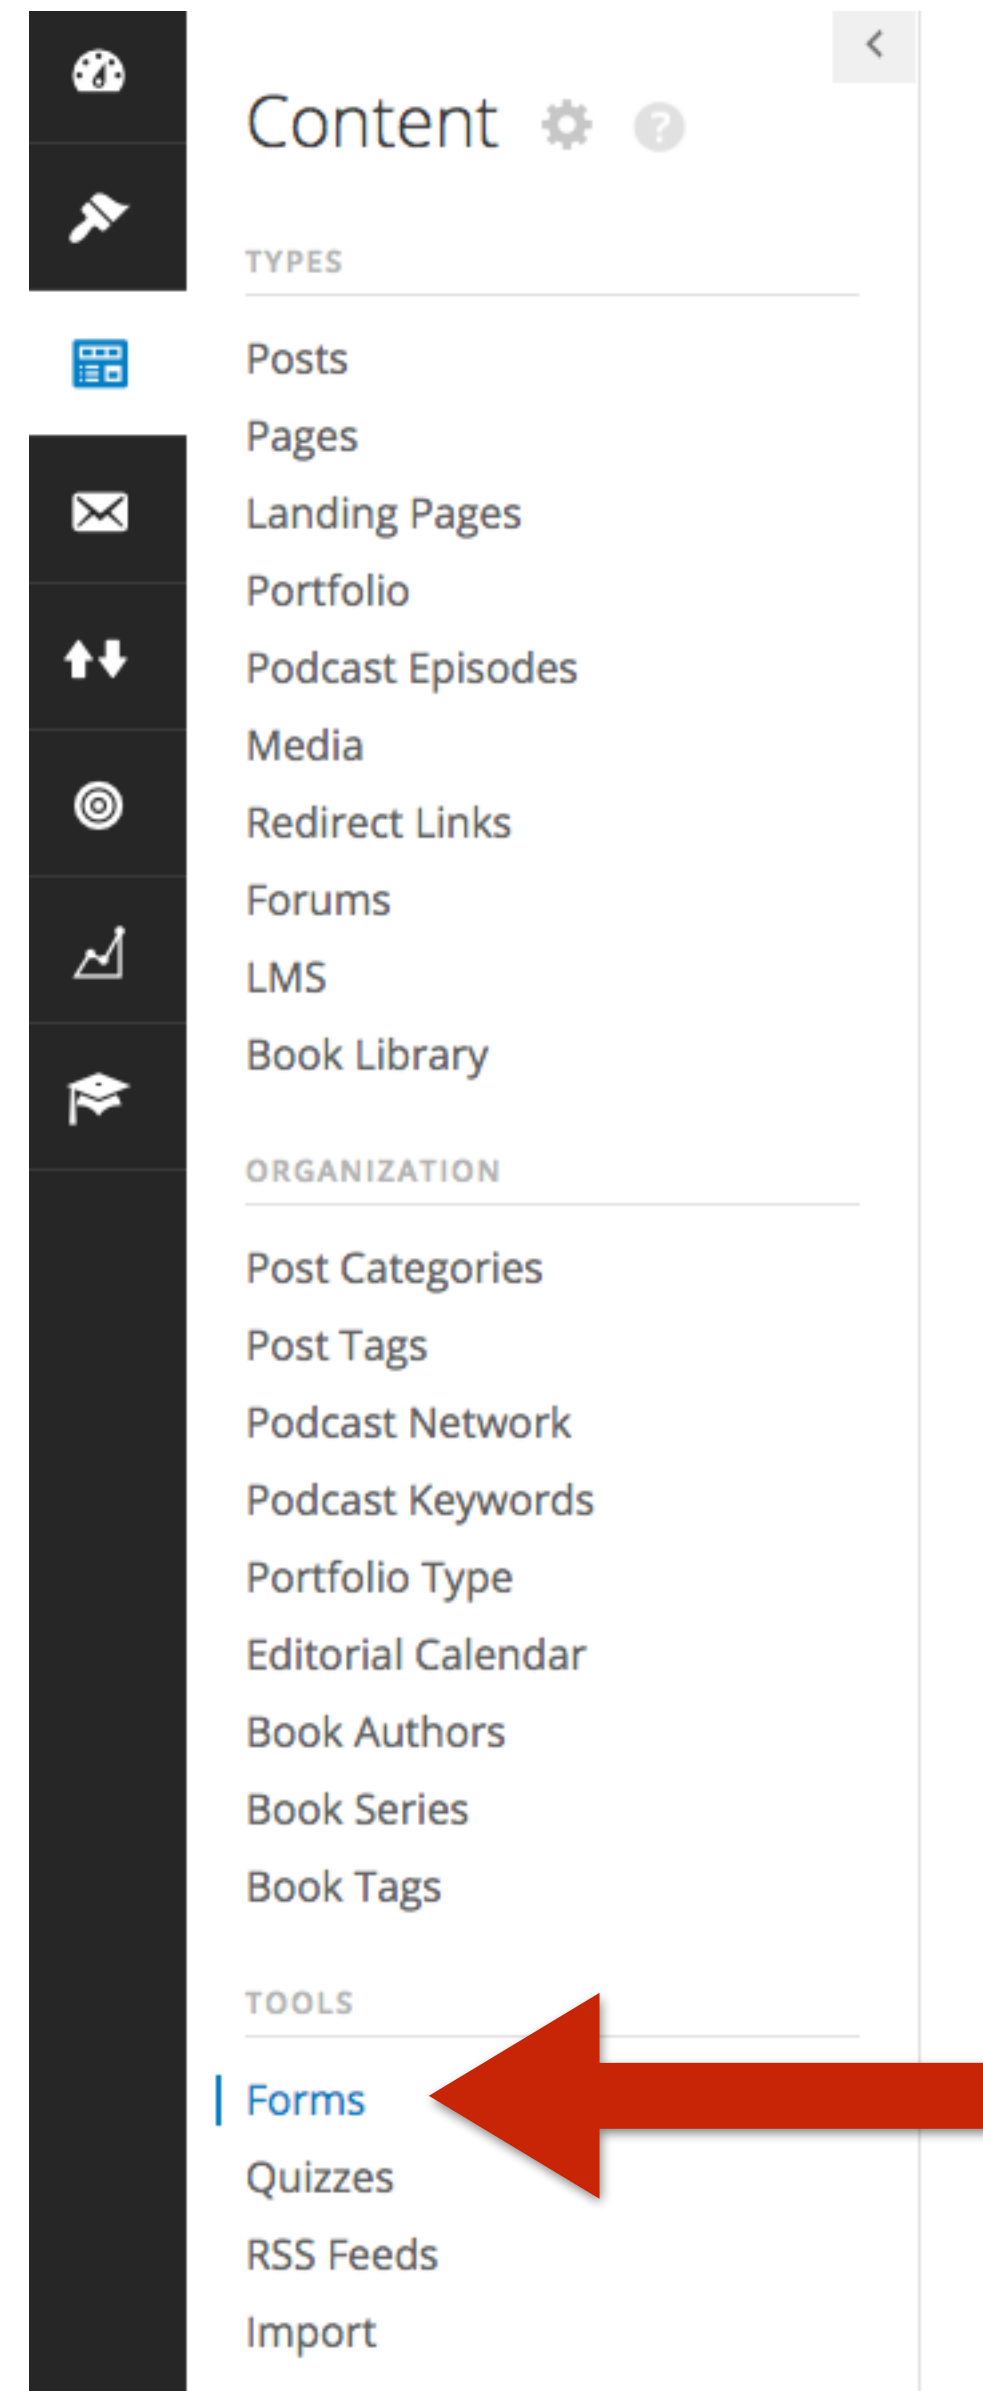 Content
TYPES
Posts
Pages
Landing Pages
Portfolio
Podcast Episodes
Media
Redirect Links
Forums
LMS
Book Library
ORGANIZATION
Post Categories
Post Tags
Podcast Network
Podcast Keywords
Portfolio Type
Editorial Calendar
Book Authors
Book Series
Book Tags
TOOLS
Forms
Quizzes
RSS Feeds
Import